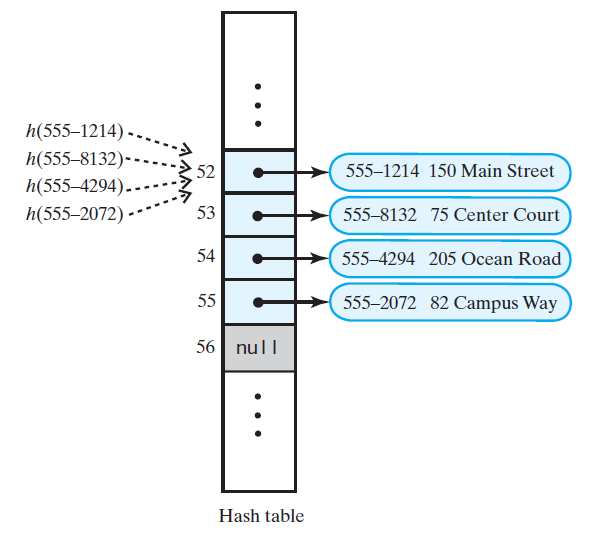 h(555–1214)
h(555–8132)
h(555–4294)
h(555–2072)
52
555–1214 150 Main Street
53
555–8132 75 Center Court
54
555–4294 205 Ocean Road
55
555–2072 82 Campus Way
56 null
Hash table